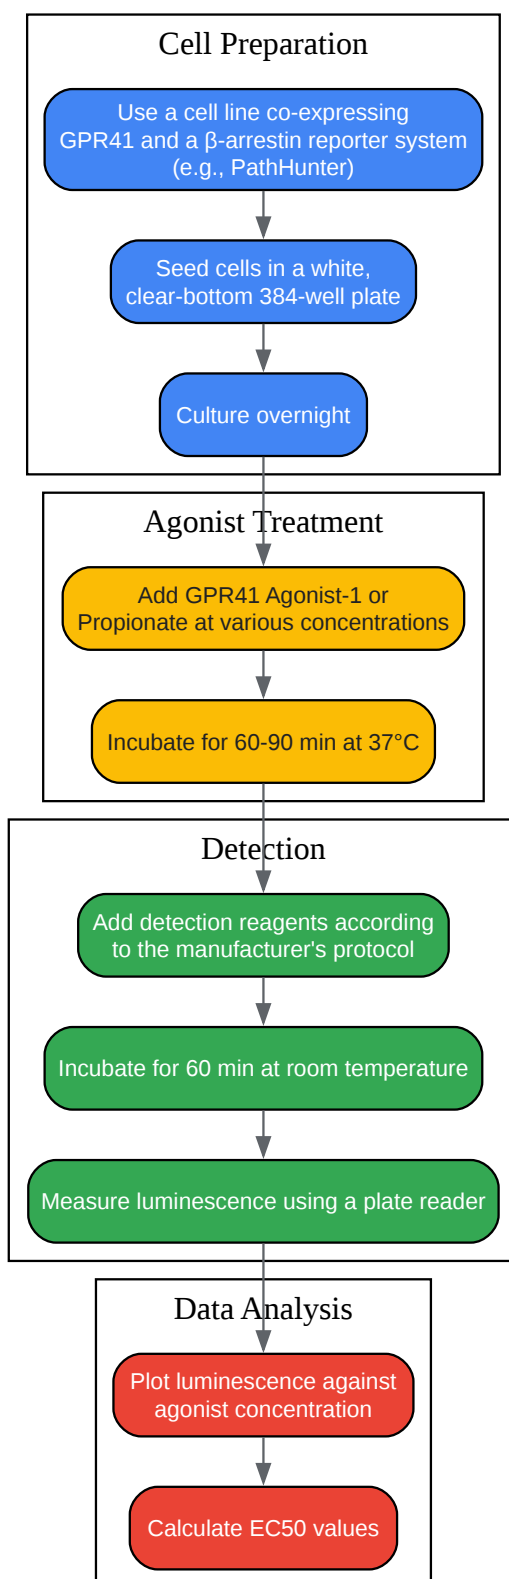 Cell Preparation
Use a cell line co-expressing
GPR41 and a β-arrestin reporter system
(e.g., PathHunter)
Seed cells in a white,
clear-bottom 384-well plate
Culture overnight
Agonist Treatment
Add GPR41 Agonist-1 or
Propionate at various concentrations
Incubate for 60-90 min at 37°C
Detection
Add detection reagents according
to the manufacturer's protocol
Incubate for 60 min at room temperature
Measure luminescence using a plate reader
Data Analysis
Plot luminescence against
agonist concentration
Calculate EC50 values